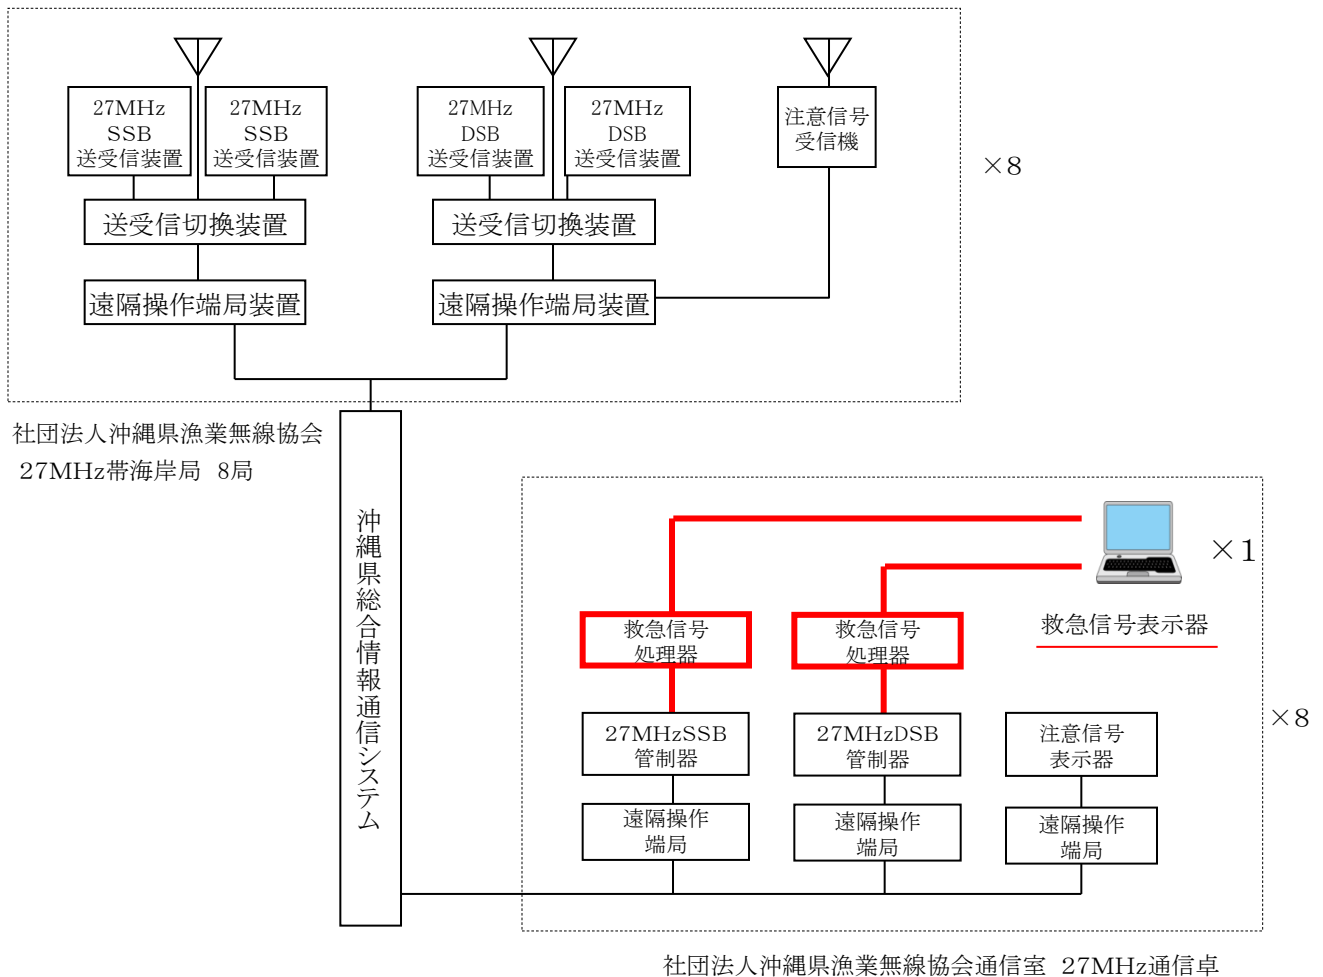 27MHz
SSB
送受信装置
27MHz
SSB
送受信装置
27MHz
DSB
送受信装置
27MHz
DSB
送受信装置
注意信号
受信機
×8
送受信切換装置
送受信切換装置
遠隔操作端局装置
遠隔操作端局装置
社団法人沖縄県漁業無線協会
27MHz帯海岸局 8局
沖縄県総合情報通信システム
×1
救急信号表示器
救急信号
処理器
救急信号
処理器
×8
27MHzSSB
管制器
27MHzDSB
管制器
注意信号
表示器
遠隔操作
端局
遠隔操作
端局
遠隔操作
端局
社団法人沖縄県漁業無線協会通信室 27MHz通信卓